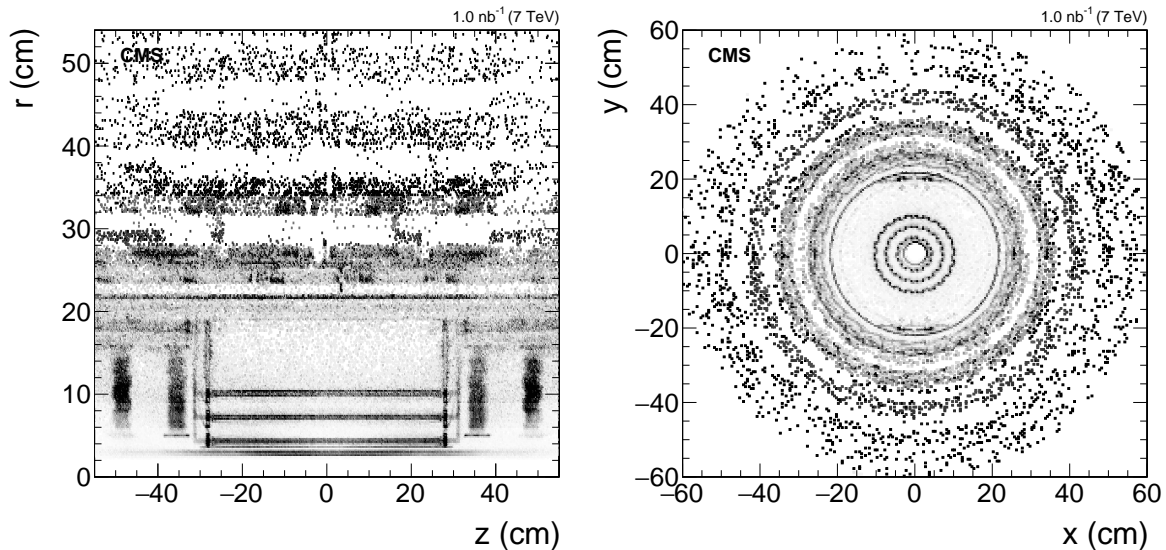 1.0 nb⁻¹ (7 TeV)
CMS
r (cm)
50
40
30
20
10
0
−40 −20 0 20 40
z (cm)
1.0 nb⁻¹ (7 TeV)
CMS
y (cm)
60
40
20
0
−20
−40
−60
−60 −40 −20 0 20 40 60
x (cm)